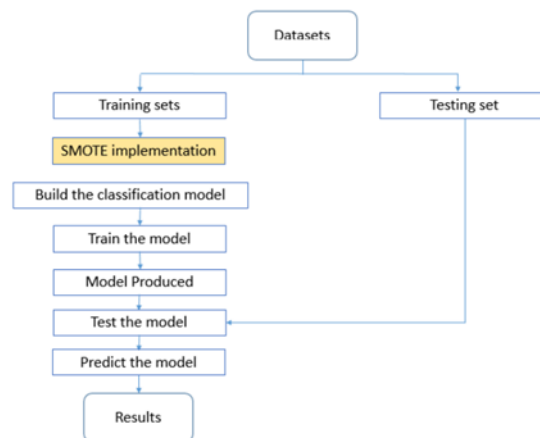 Datasets
Training sets
Testing set
SMOTE implementation
Build the classification model
Train the model
Model Produced
Test the model
Predict the model
Results